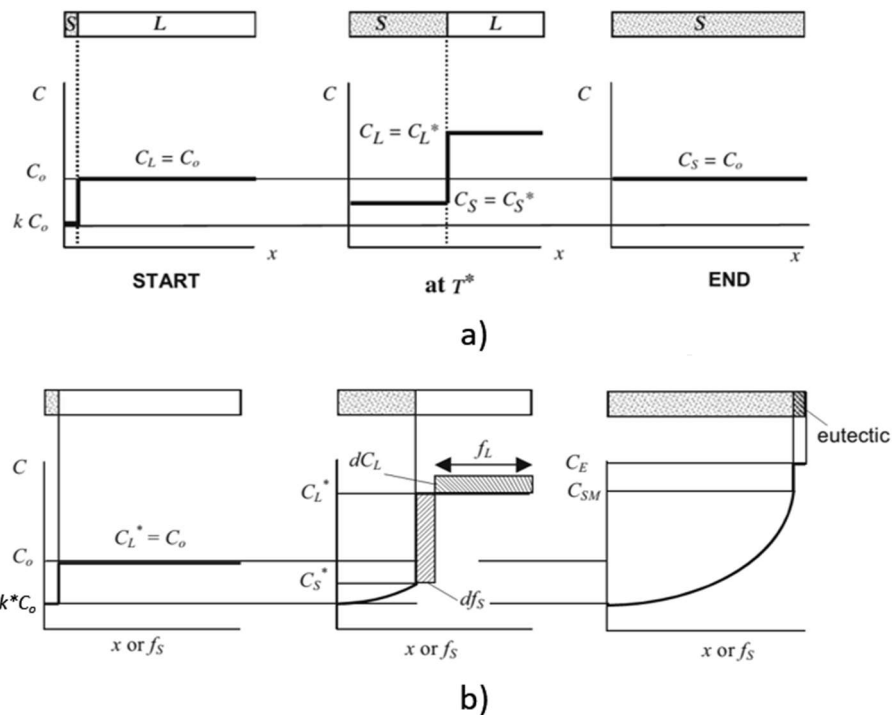 S L
S L
S
C
C_L = C_o
C_o
k C_o
x
START
C
C_L = C_L*
C_S = C_S*
x
at T*
C
C_S = C_o
x
END
a)
C
C_L* = C_o
C_o
k*C_o
x or f_S
dC_L
f_L
C_L*
C_S*
df_S
x or f_S
eutectic
C_E
C_SM
x or f_S
b)